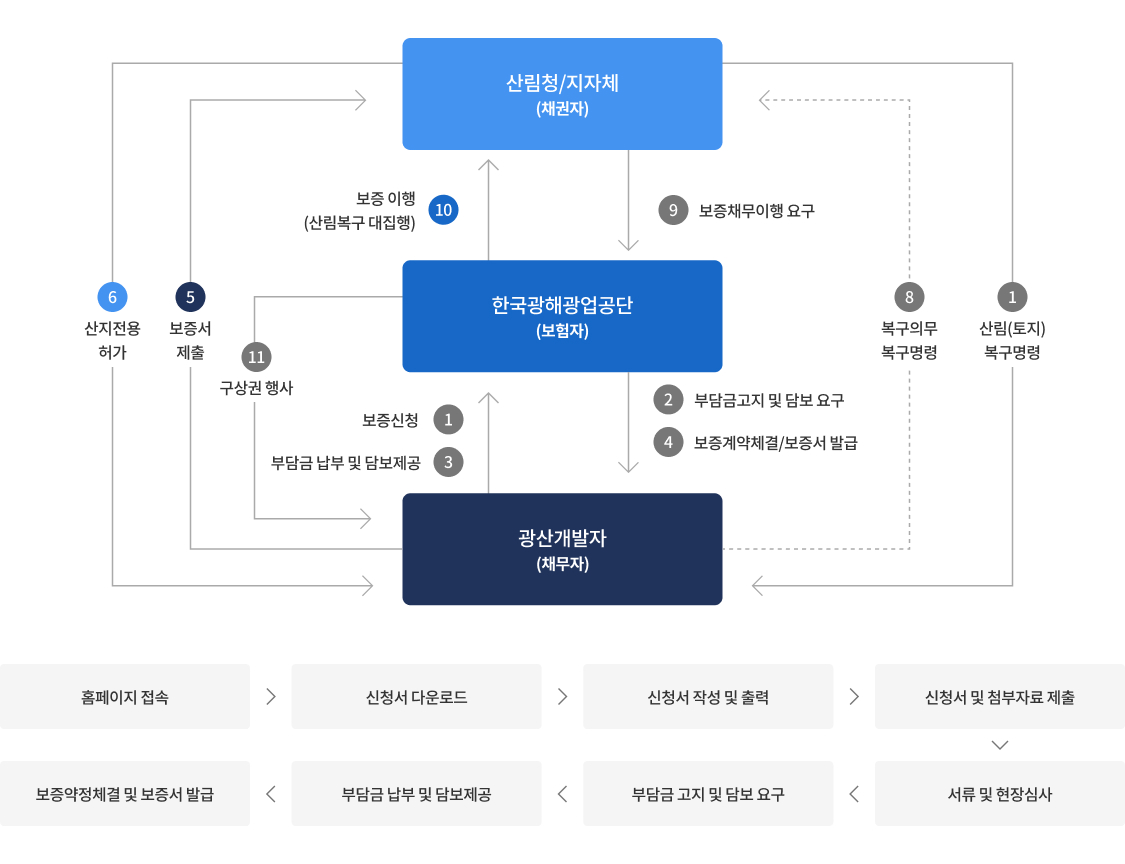 산림청/지자체
(채권자)
보증 이행
(산림복구 대집행)
10
9
보증채무이행 요구
6
산지전용
허가
5
보증서
제출
한국광해광업공단
(보험자)
8
복구의무
복구명령
1
산림(토지)
복구명령
11
구상권 행사
보증신청
1
부담금 납부 및 담보제공
3
2
부담금고지 및 담보 요구
4
보증계약체결/보증서 발급
광산개발자
(채무자)
홈페이지 접속
신청서 다운로드
신청서 작성 및 출력
신청서 및 첨부자료 제출
보증약정체결 및 보증서 발급
부담금 납부 및 담보제공
부담금 고지 및 담보 요구
서류 및 현장심사